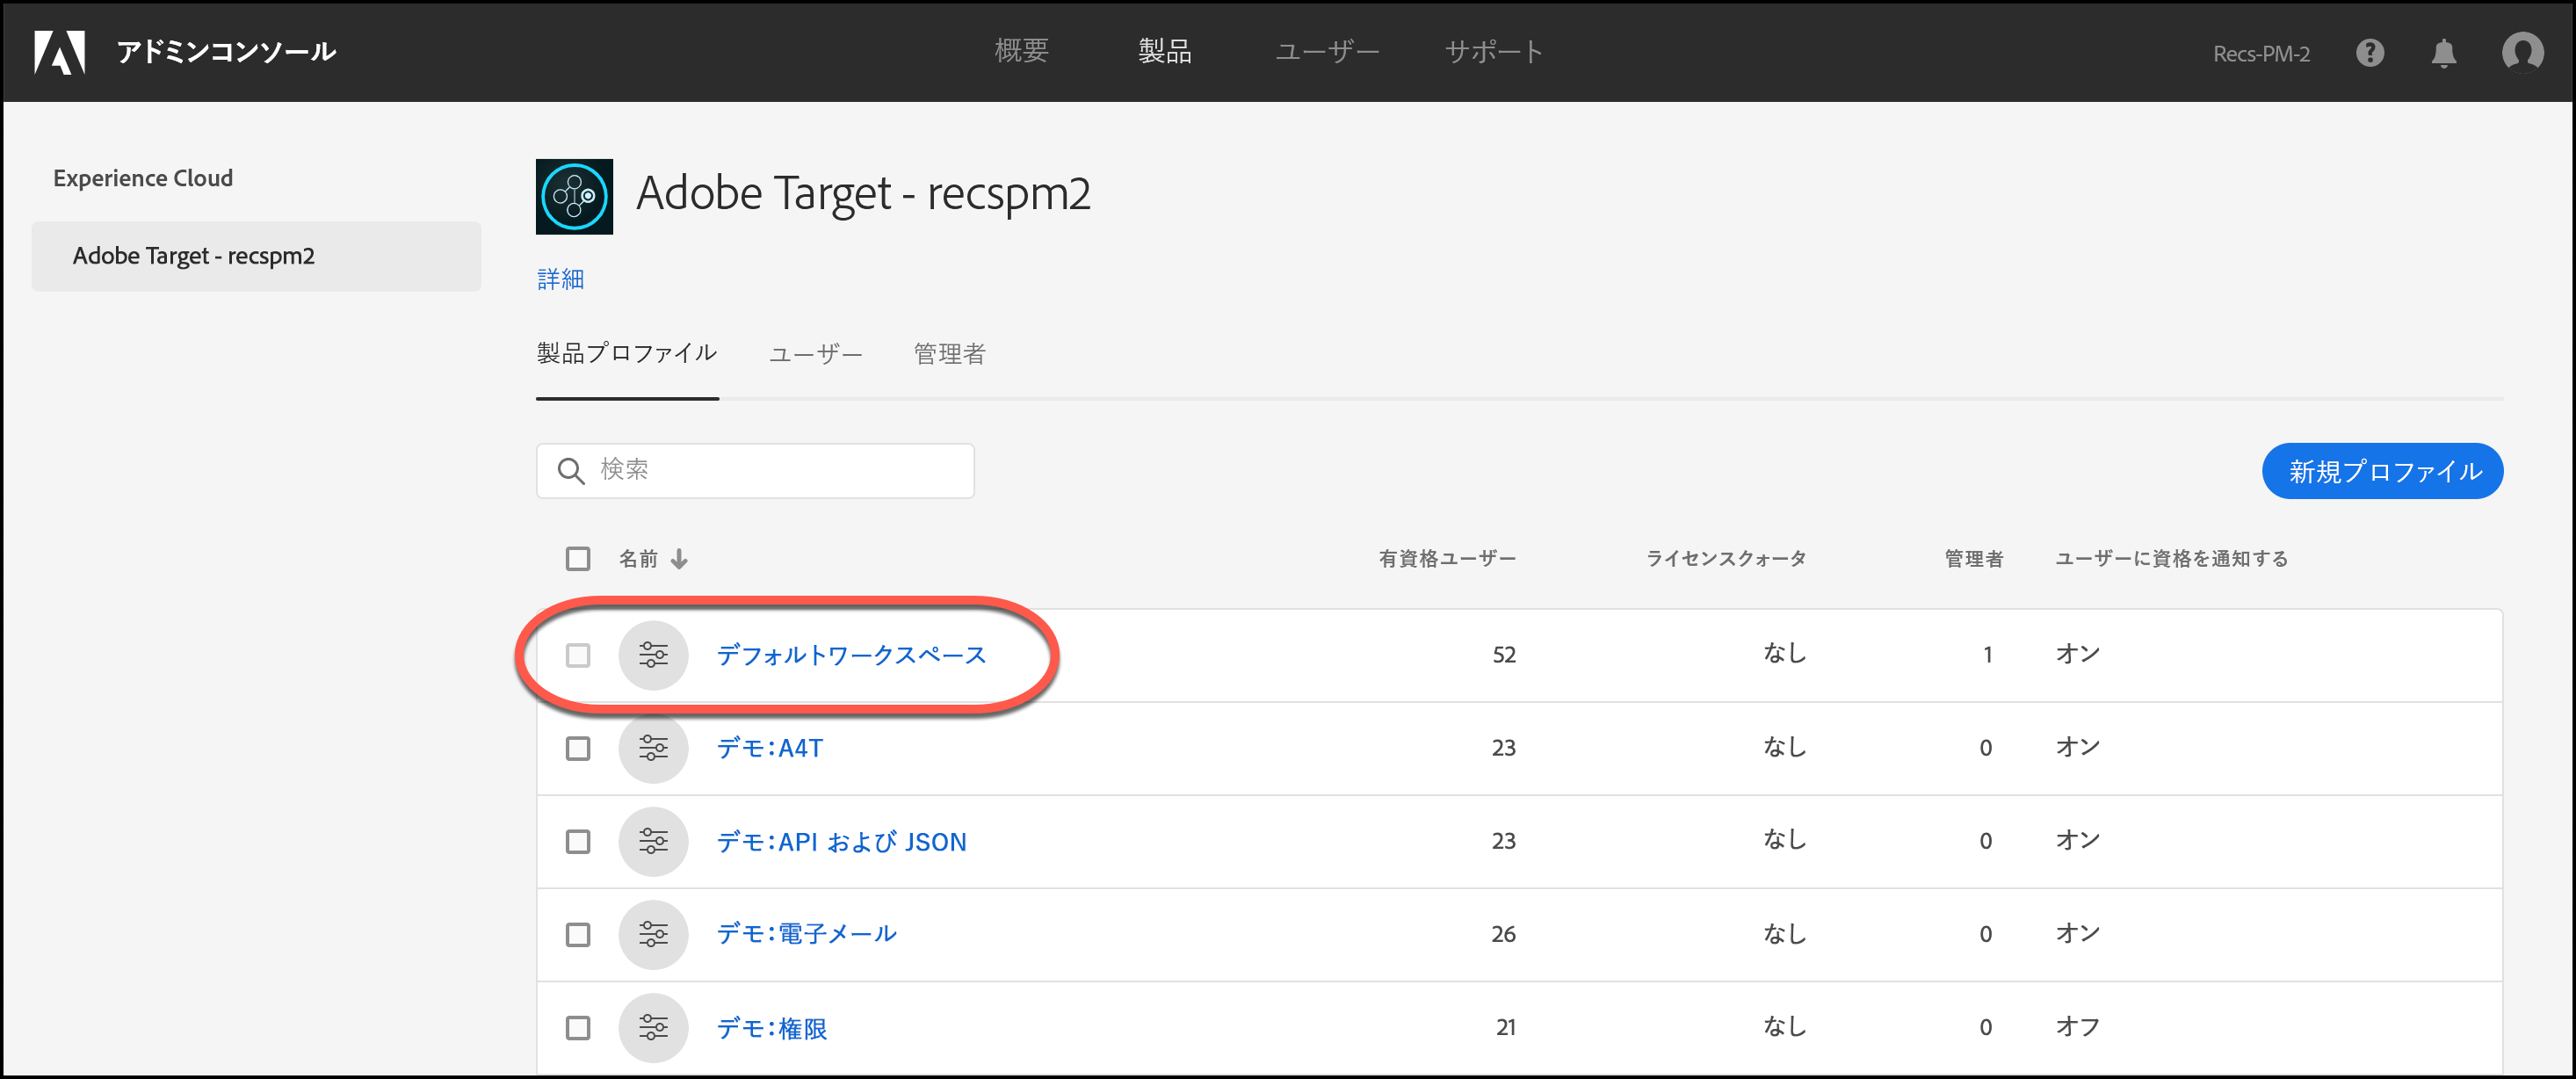 アドミンコンソール 概要 製品 ユーザー サポート Recs-PM-2
Experience Cloud
Adobe Target - recspm2
Adobe Target - recspm2
詳細
製品プロファイル ユーザー 管理者
検索
新規プロファイル
名前 有資格ユーザー ライセンスクォータ 管理者 ユーザーに資格を通知する
デフォルトワークスペース 52 なし 1 オン
デモ：A4T 23 なし 0 オン
デモ：API および JSON 23 なし 0 オン
デモ：電子メール 26 なし 0 オン
デモ：権限 21 なし 0 オフ